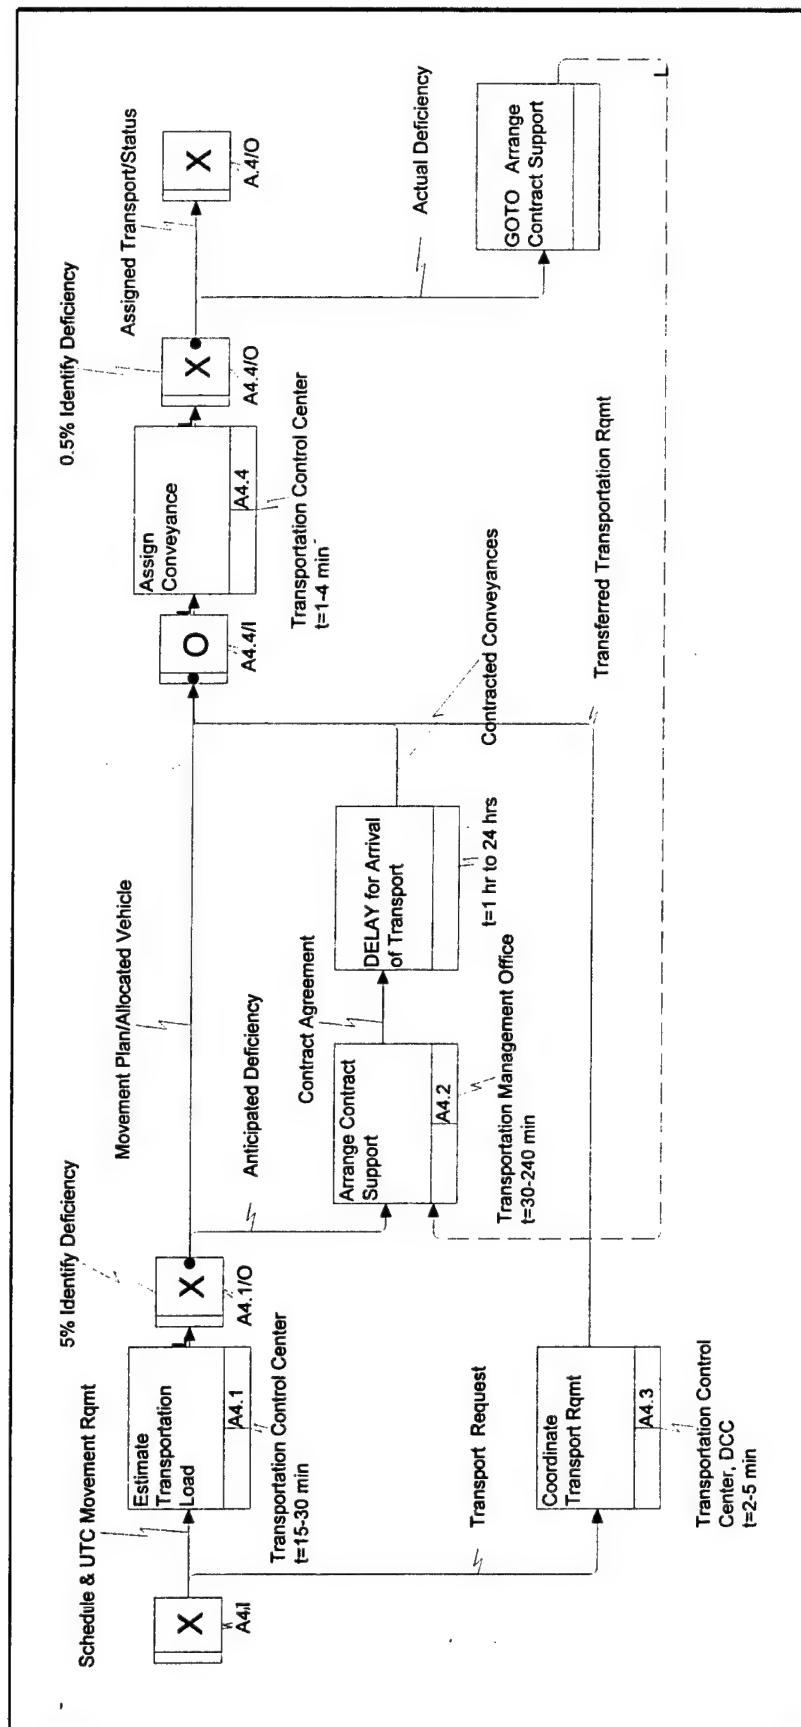 Schedule & UTC Movement Rqmt
X
A4.I
Estimate
Transportation
Load
A4.1
Transportation Control Center
t=15-30 min
Transport Request
Coordinate
Transport Rqmt
A4.3
Transportation Control
Center, DCC
t=2-5 min
5% Identify Deficiency
X
A4.1/O
Movement Plan/Allocated Vehicle
Anticipated Deficiency
Arrange Contract
Support
A4.2
Transportation Management Office
t=30-240 min
Contract Agreement
DELAY for Arrival
of Transport
t=1 hr to 24 hrs
Contracted Conveyances
Transferred Transportation Rqmt
O
A4.4/I
Assign
Conveyance
A4.4
Transportation Control Center
t=1-4 min
0.5% Identify Deficiency
X
A4.4/O
Assigned Transport/Status
X
A.4/O
Actual Deficiency
GOTO Arrange
Contract Support
L